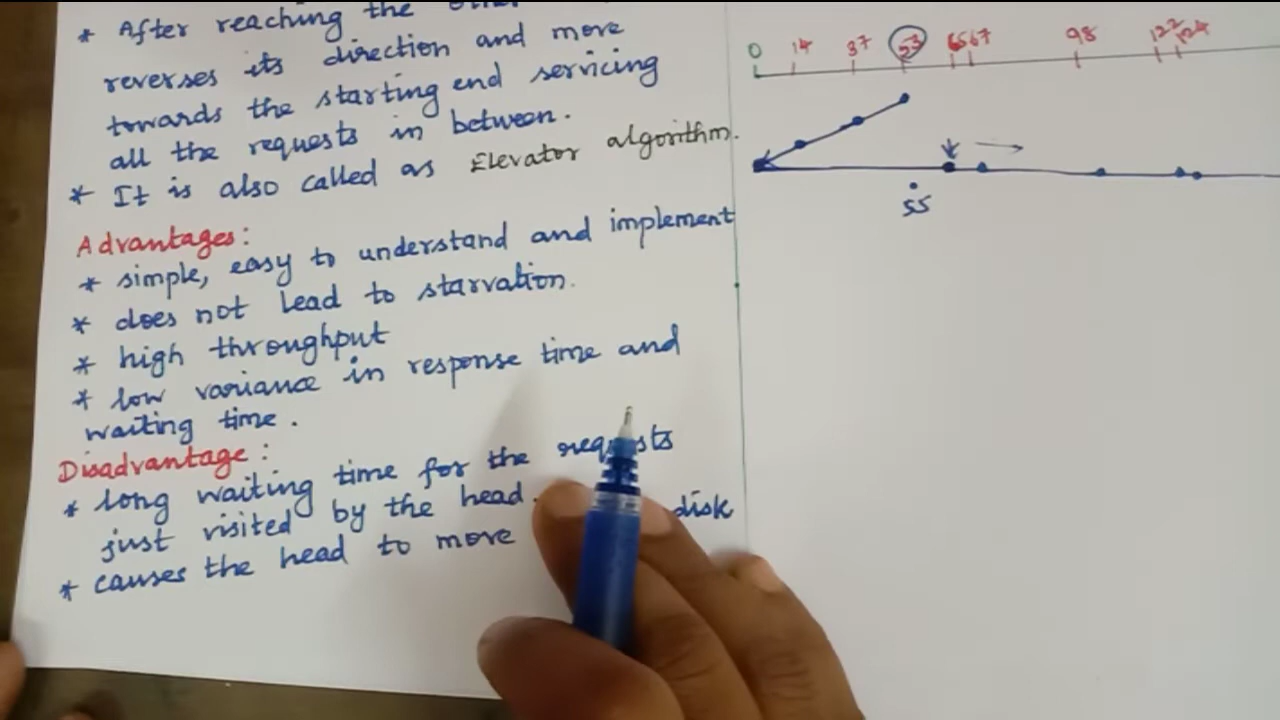 * After reaching the
reverses its direction and move
towards the starting end servicing
all the requests in between.
* It is also called as Elevator algorithm.
Advantages:
* simple, easy to understand and implement
* does not lead to starvation.
* high throughput
* low variance in response time and
waiting time.
Disadvantage:
* long waiting time for the requests
just visited by the head.
* causes the head to move disk
0 14 37 53 65 67 98 122 124
55